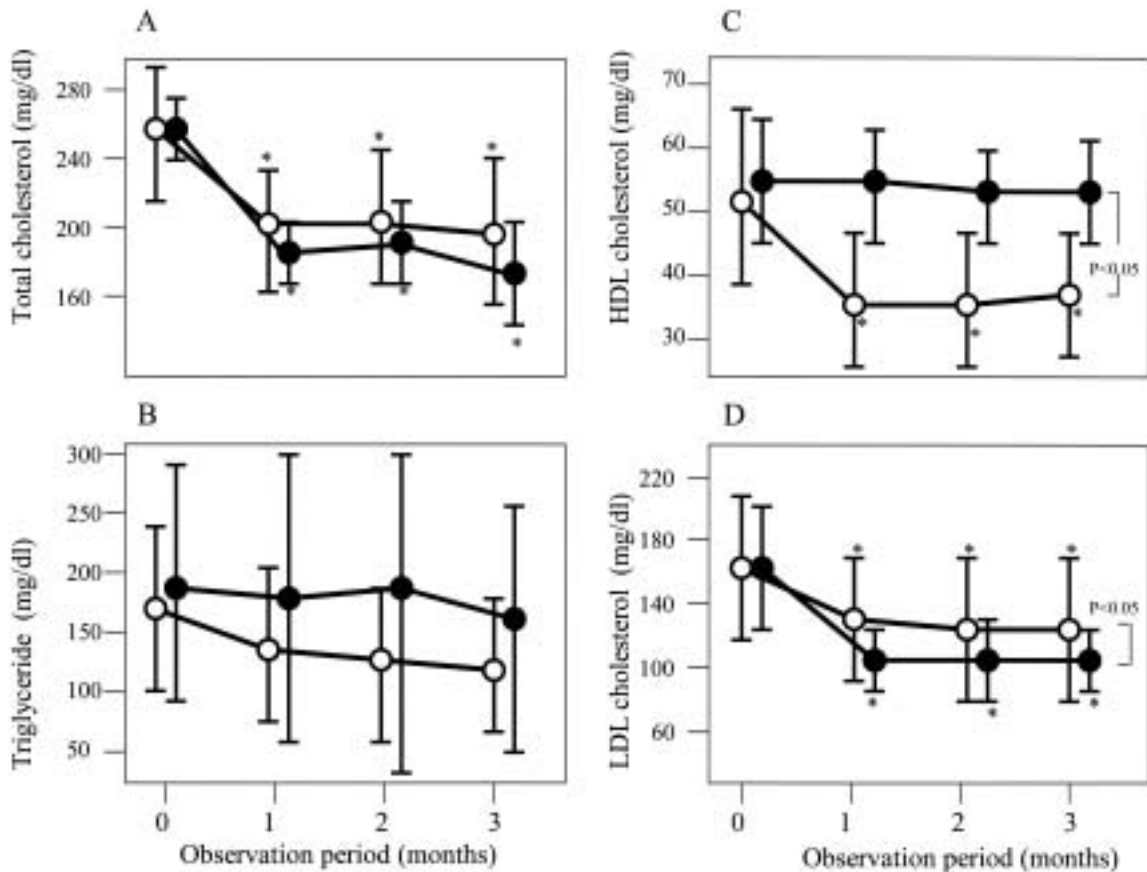 A
Total cholesterol (mg/dl)
280
240
200
160
*
*
*
*
*
*
B
Triglyceride (mg/dl)
300
250
200
150
100
50
0 1 2 3
Observation period (months)
C
HDL cholesterol (mg/dl)
70
60
50
40
30
*
*
*
P<0.05
D
LDL cholesterol (mg/dl)
220
180
140
100
60
*
*
*
*
*
*
P<0.05
0 1 2 3
Observation period (months)